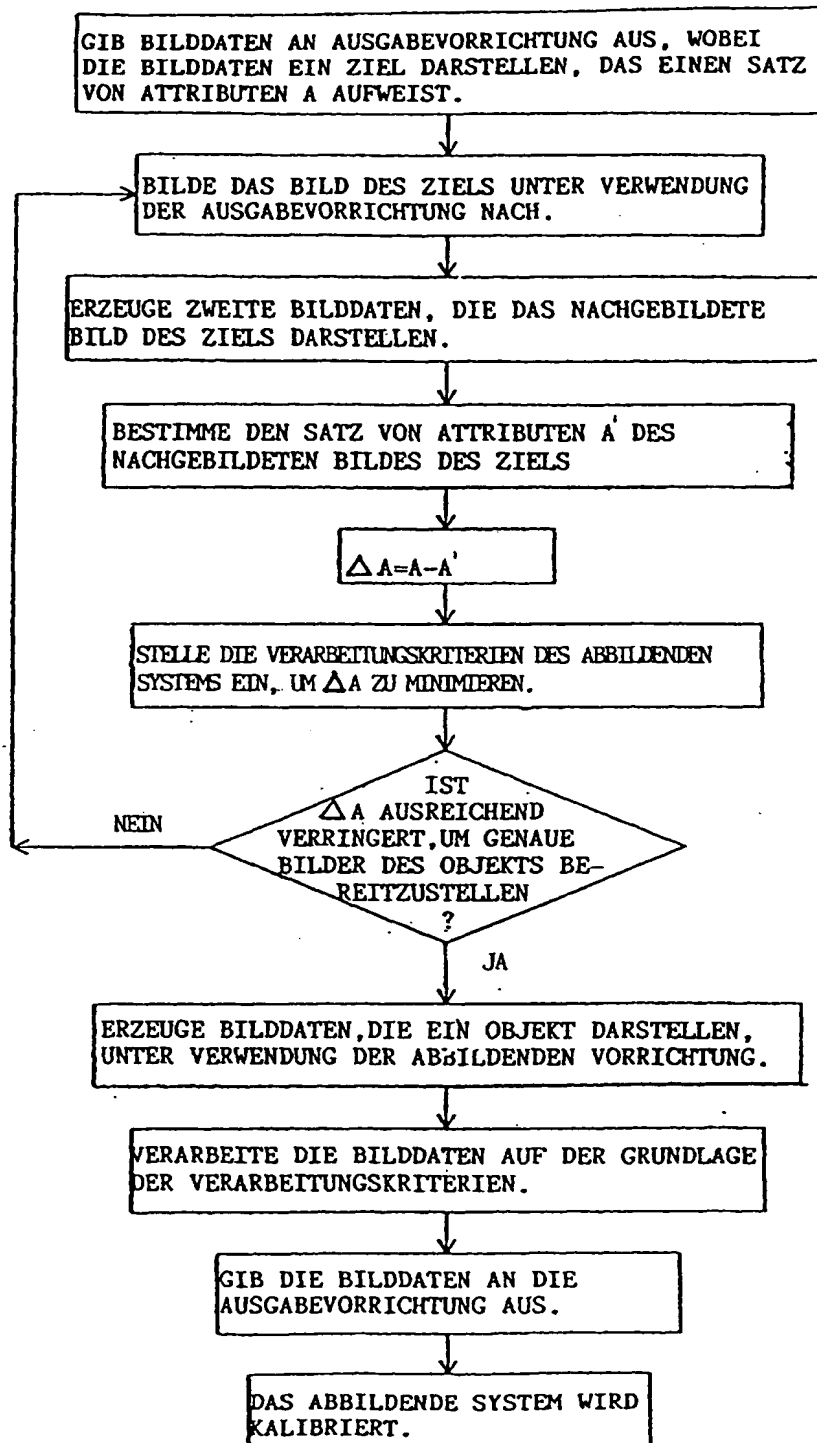 GIB BILDDATEN AN AUSGABEVORRICHTUNG AUS, WOBEI
DIE BILDDATEN EIN ZIEL DARSTELLEN, DAS EINEN SATZ
VON ATTRIBUTEN A AUFWEIST.
BILDE DAS BILD DES ZIELS UNTER VERWENDUNG
DER AUSGABEVORRICHTUNG NACH.
ERZEUGE ZWEITE BILDDATEN, DIE DAS NACHGEBILDETE
BILD DES ZIELS DARSTELLEN.
BESTIMME DEN SATZ VON ATTRIBUTEN A' DES
NACHGEBILDETEN BILDES DES ZIELS
△A=A-A'
STELLE DIE VERARBEITUNGSKRITERIEN DES ABBILDENDEN
SYSTEMS EIN, UM △A ZU MINIMIEREN.
IST
△A AUSREICHEND
VERRINGERT,UM GENAUE
BILDER DES OBJEKTS BE-
REITZUSTELLEN
?
NEIN
JA
ERZEUGE BILDDATEN,DIE EIN OBJEKT DARSTELLEN,
UNTER VERWENDUNG DER ABBILDENDEN VORRICHTUNG.
VERARBEITE DIE BILDDATEN AUF DER GRUNDLAGE
DER VERARBEITUNGSKRITERIEN.
GIB DIE BILDDATEN AN DIE
AUSGABEVORRICHTUNG AUS.
DAS ABBILDENDE SYSTEM WIRD
KALIBRIERT.